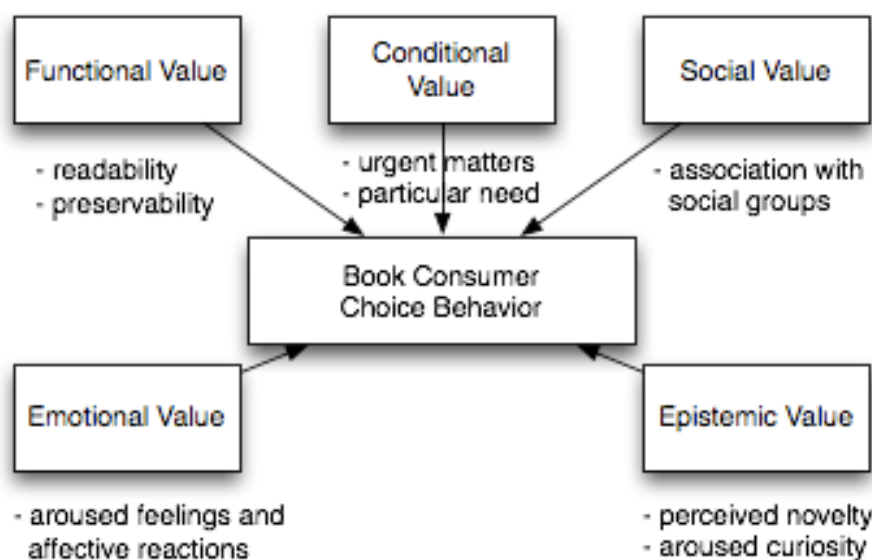 Functional Value
Conditional
Value
Social Value
- readability
- preservability
- urgent matters
- particular need
- association with
social groups
Book Consumer
Choice Behavior
Emotional Value
Epistemic Value
- aroused feelings and
affective reactions
- perceived novelty
- aroused curiosity